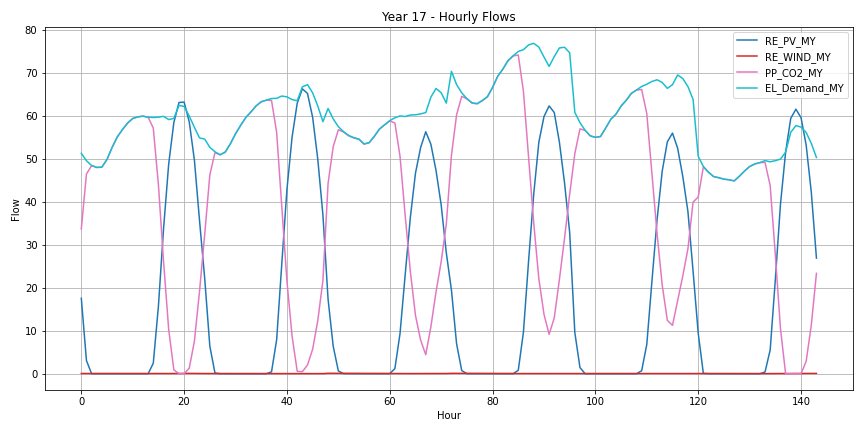 Year 17 - Hourly Flows
RE_PV_MY
RE_WIND_MY
PP_CO2_MY
EL_Demand_MY
Flow
80
70
60
50
40
30
20
10
0
0 20 40 60 80 100 120 140
Hour